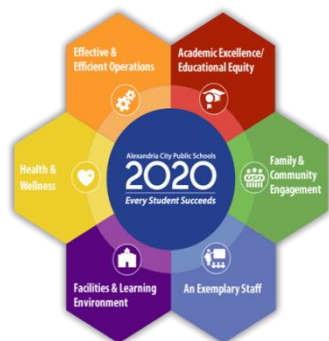 Effective &
Efficient Operations
Academic Excellence/
Educational Equity
Health &
Wellness
Alexandria City Public Schools
2020
Every Student Succeeds
Family &
Community
Engagement
Facilities & Learning
Environment
An Exemplary Staff